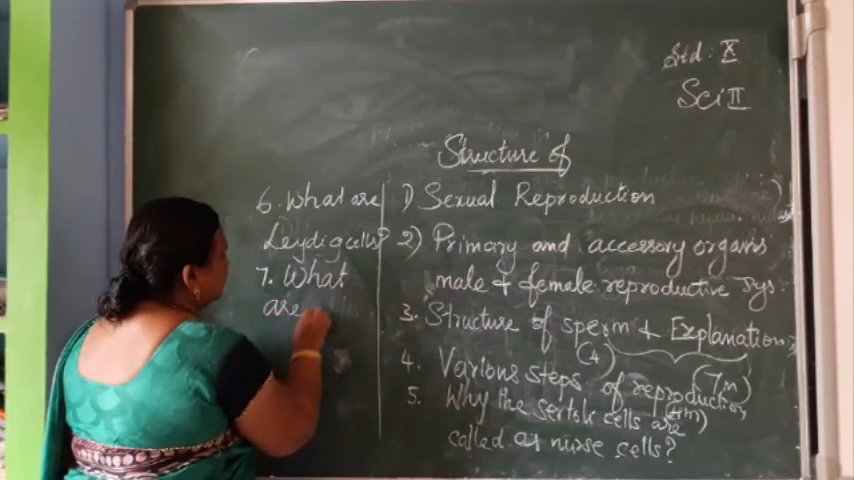 Std : X
Sci II
Structure of
1) Sexual Reproduction
2) Primary and accessory organs
male & female reproductive sys
3. Structure of sperm & Explanation
(4)
4. Various steps of reproduction
(7m)
5. Why the sertoli cells are
(4m)
called as nurse cells?
6. What are
Leydig cells?
7. What
are